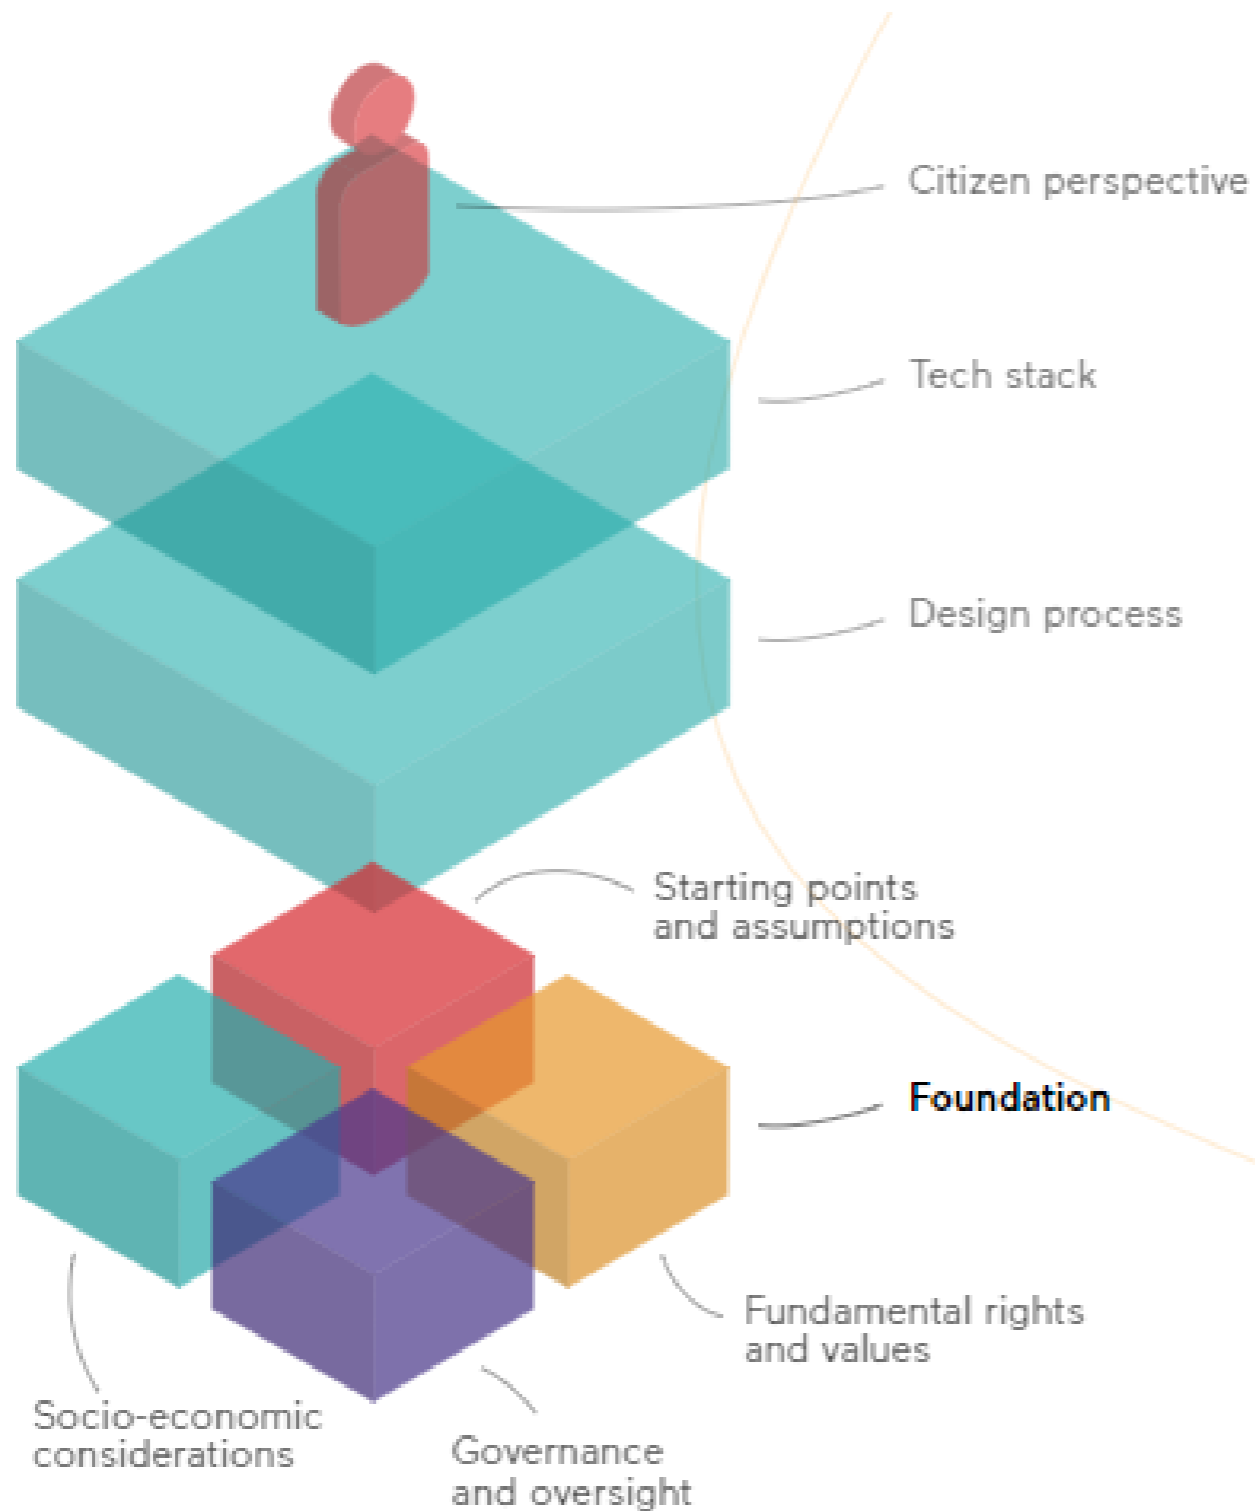 Citizen perspective
Tech stack
Design process
Starting points
and assumptions
Foundation
Fundamental rights
and values
Socio-economic
considerations
Governance
and oversight